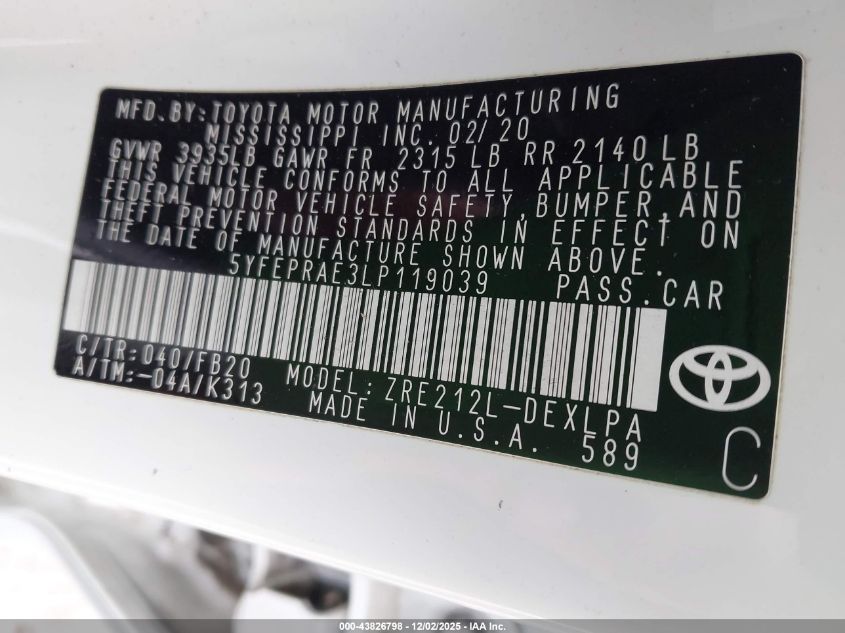 MFD. BY: TOYOTA MOTOR MANUFACTURING
MISSISSIPPI INC. 02/20
GVWR 3935LB GAWR FR 2315 LB RR 2140 LB
THIS VEHICLE CONFORMS TO ALL APPLICABLE
FEDERAL MOTOR VEHICLE SAFETY, BUMPER, AND
THEFT PREVENTION STANDARDS IN EFFECT ON
THE DATE OF MANUFACTURE SHOWN ABOVE.
5YFEPRAE3LP119039 PASS. CAR
C/TR: 040/FB20
A/TM: -04A/K313
MODEL: ZRE212L-DEXLPA
MADE IN U.S.A. 589
C
000-43826798 - 12/02/2025 - IAA Inc.